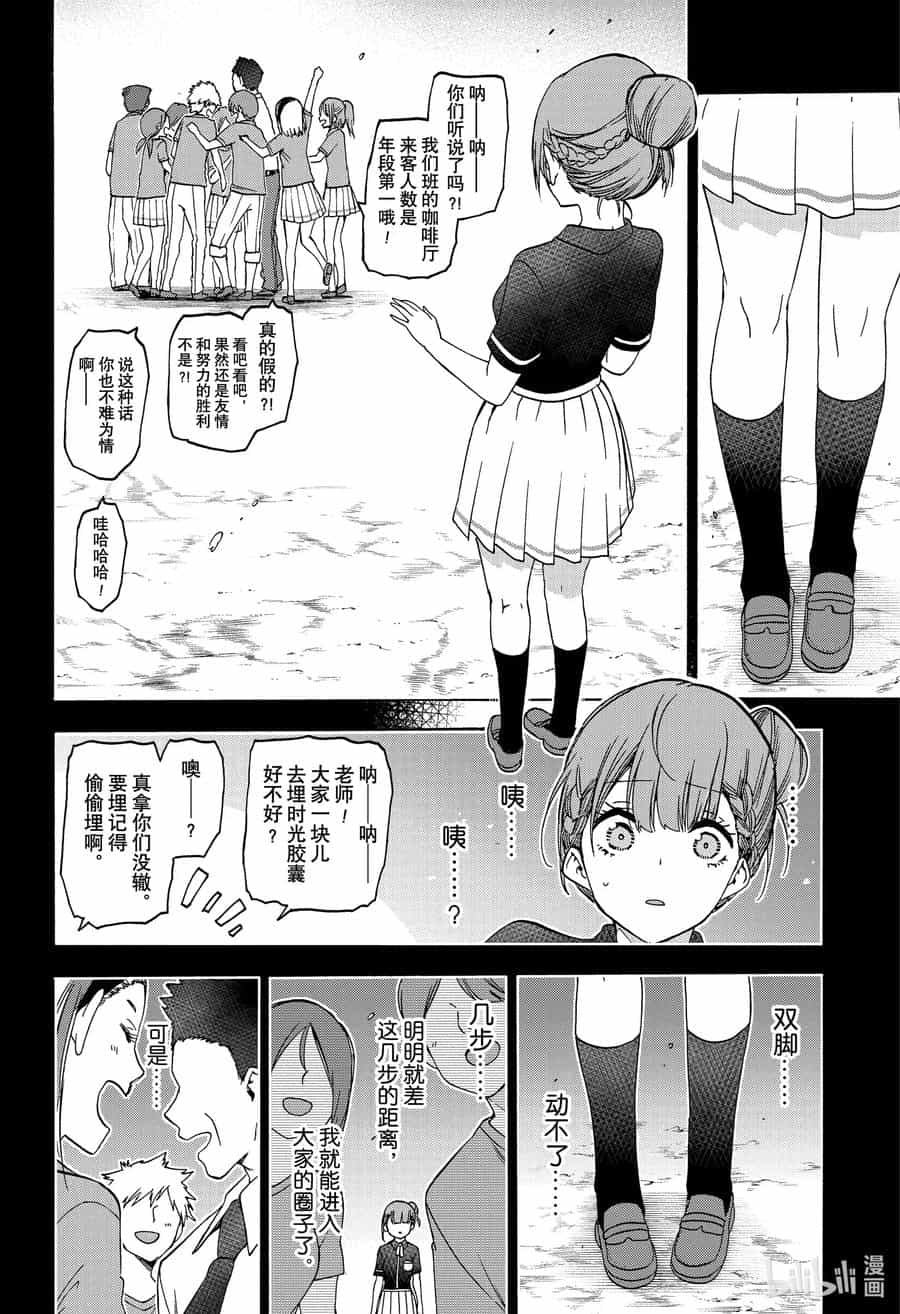 呐——呐——
你们听说了吗?!
我们班的咖啡厅
来客人数是
年段第一哦!
真的假的?!
看吧看吧,
果然还是友情
和努力的胜利
不是?!
说这种话
你也不难为情
啊——
哇哈哈哈!
咦……
咦……?
呐——呐——
老师!
大家一块儿
去埋时光胶囊
好不好?
噢——?
真拿你们没辙。
要埋记得
偷偷埋啊。
双脚……
动不了……
几步……
明明就差
这几步的距离,
我就能进入
大家的圈子了。
可是……
bilibili
漫画